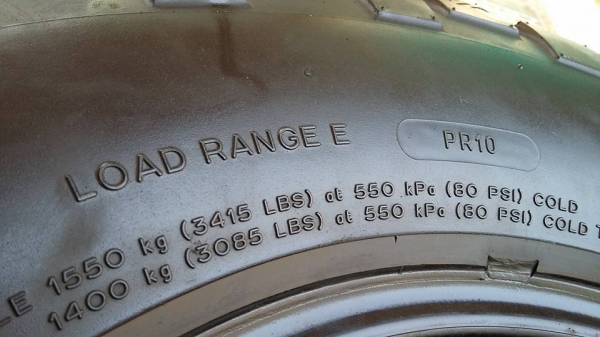 LOAD RANGE E PR10
LE 1550 kg (3415 LBS) at 550 kPa (80 PSI) COLD
1400 kg (3085 LBS) at 550 kPa (80 PSI) COLD T